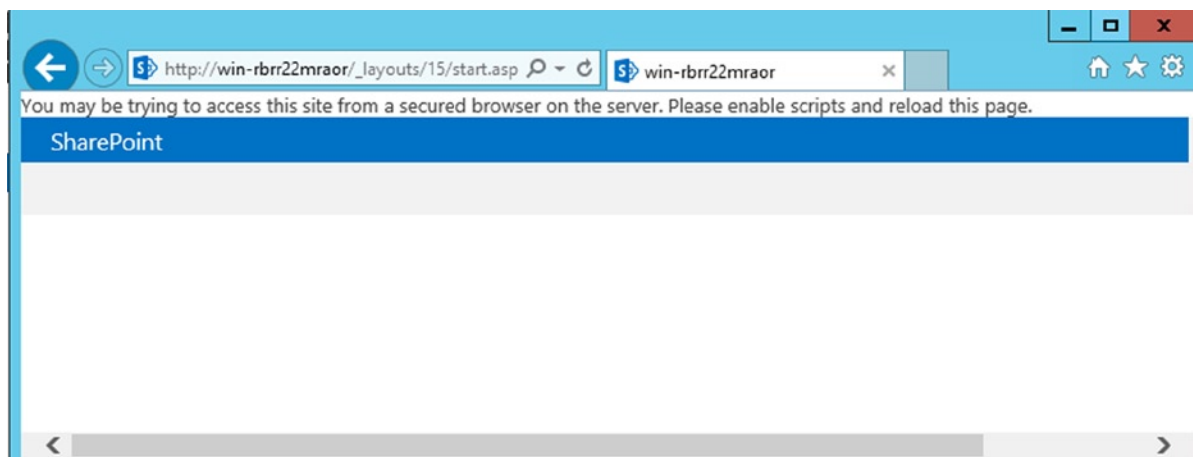 http://win-rbrr22mraor/_layouts/15/start.asp
win-rbrr22mraor
You may be trying to access this site from a secured browser on the server. Please enable scripts and reload this page.
SharePoint